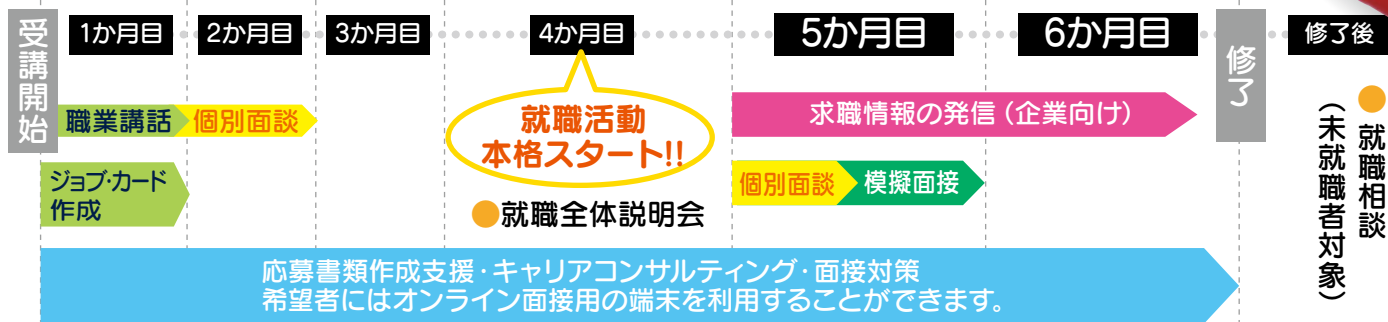 受講開始
1か月目
2か月目
3か月目
4か月目
5か月目
6か月目
修了
修了後
職業講話
個別面談
ジョブ・カード
作成
就職活動
本格スタート!!
●就職全体説明会
求職情報の発信（企業向け）
個別面談
模擬面接
応募書類作成支援・キャリアコンサルティング・面接対策
希望者にはオンライン面接用の端末を利用することができます。
●就職相談
（未就職者対象）